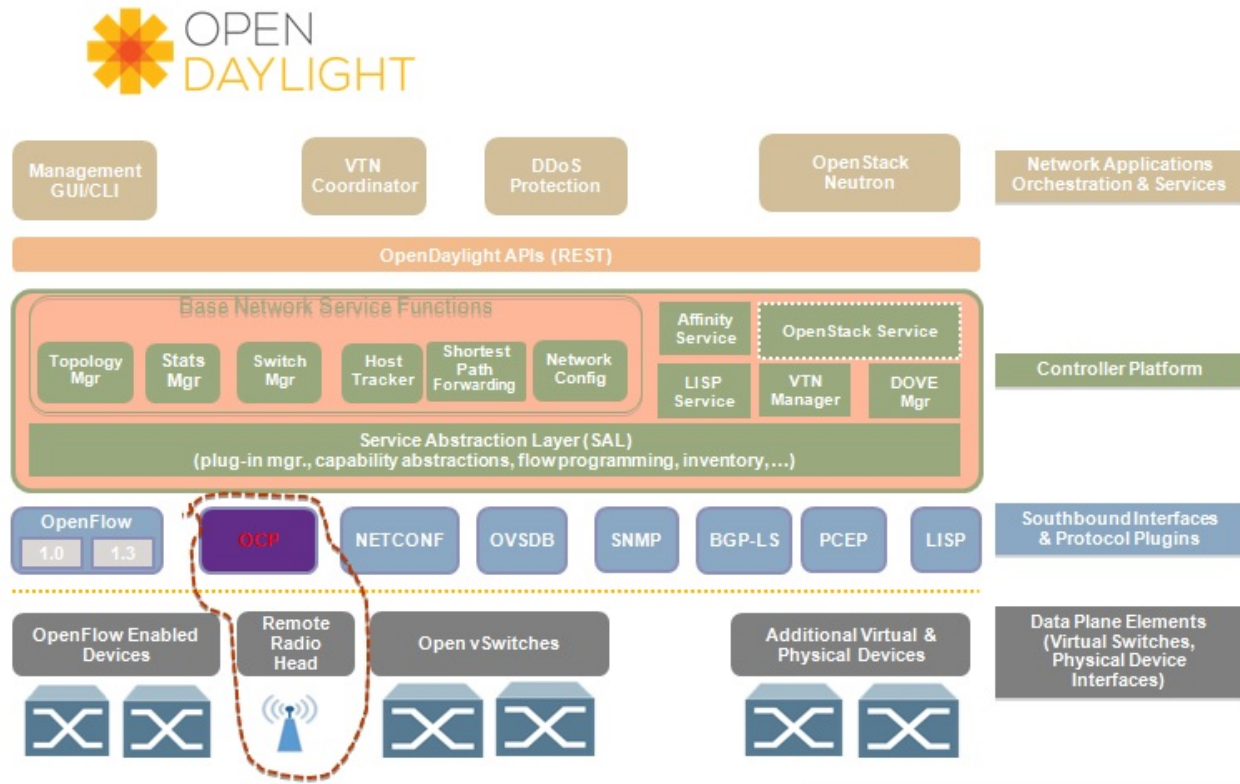 OPEN
DAYLIGHT
Management
GUI/CLI
VTN
Coordinator
DDoS
Protection
OpenStack
Neutron
Network Applications
Orchestration & Services
OpenDaylight APIs (REST)
Base Network Service Functions
Topology
Mgr
Stats
Mgr
Switch
Mgr
Host
Tracker
Shortest
Path
Forwarding
Network
Config
Affinity
Service
OpenStack Service
LISP
Service
VTN
Manager
DOVE
Mgr
Controller Platform
Service Abstraction Layer (SAL)
(plug-in mgr., capability abstractions, flow programming, inventory, ...)
OpenFlow
1.0
1.3
OCP
NETCONF
OVSDB
SNMP
BGP-LS
PCEP
LISP
Southbound Interfaces
& Protocol Plugins
OpenFlow Enabled
Devices
Remote
Radio
Head
Open vSwitches
Additional Virtual &
Physical Devices
Data Plane Elements
(Virtual Switches,
Physical Device
Interfaces)